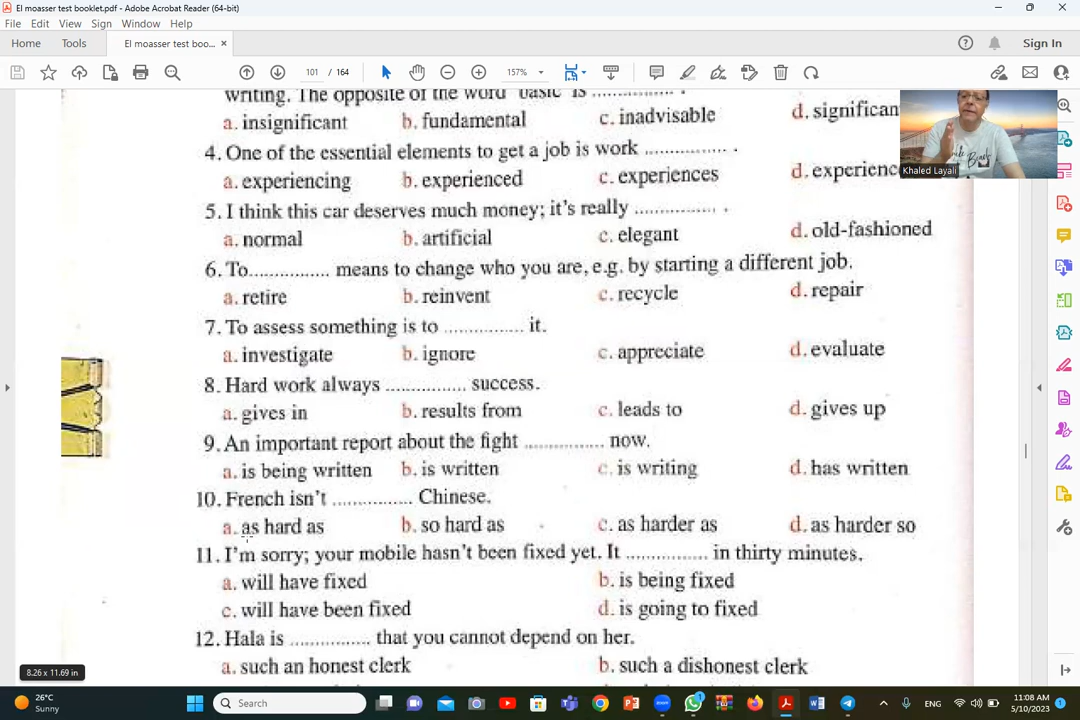 El moasser test booklet.pdf - Adobe Acrobat Reader (64-bit)
File Edit View Sign Window Help
Home Tools El moasser test boo... × Sign In
101 / 164 157%
writing. The opposite of the word "basic" is ............... .
a. insignificant b. fundamental c. inadvisable d. significan
4. One of the essential elements to get a job is work ............... .
a. experiencing b. experienced c. experiences d. experienc
Khaled Layali
5. I think this car deserves much money; it's really ............... .
a. normal b. artificial c. elegant d. old-fashioned
6. To............... means to change who you are, e.g. by starting a different job.
a. retire b. reinvent c. recycle d. repair
7. To assess something is to ............... it.
a. investigate b. ignore c. appreciate d. evaluate
8. Hard work always ............... success.
a. gives in b. results from c. leads to d. gives up
9. An important report about the fight ............... now.
a. is being written b. is written c. is writing d. has written
10. French isn't ............... Chinese.
a. as hard as b. so hard as c. as harder as d. as harder so
11. I'm sorry; your mobile hasn't been fixed yet. It ............... in thirty minutes.
a. will have fixed b. is being fixed
c. will have been fixed d. is going to fixed
12. Hala is ............... that you cannot depend on her.
a. such an honest clerk b. such a dishonest clerk
8.26 x 11.69 in
26°C
Sunny
Search
ENG
11:08 AM
5/10/2023